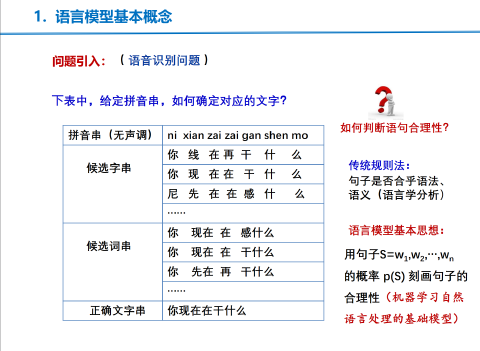 1. 语言模型基本概念
问题引入：（ 语音识别问题 ）
下表中，给定拼音串，如何确定对应的文字？
拼音串（无声调） ni xian zai zai gan shen mo
候选字串
你 线 在 再 干 什 么
你 现 在 在 干 什 么
尼 先 在 在 感 什 么
……
候选词串
你 现在 在 感什么
你 现在 在 干什么
你 先在 再 干什么
……
正确文字串 你现在在干什么
如何判断语句合理性？
传统规则法：
句子是否合乎语法、
语义（语言学分析）
语言模型基本思想：
用句子S=w1,w2,…,wn
的概率 p(S) 刻画句子的
合理性（机器学习自然
语言处理的基础模型）